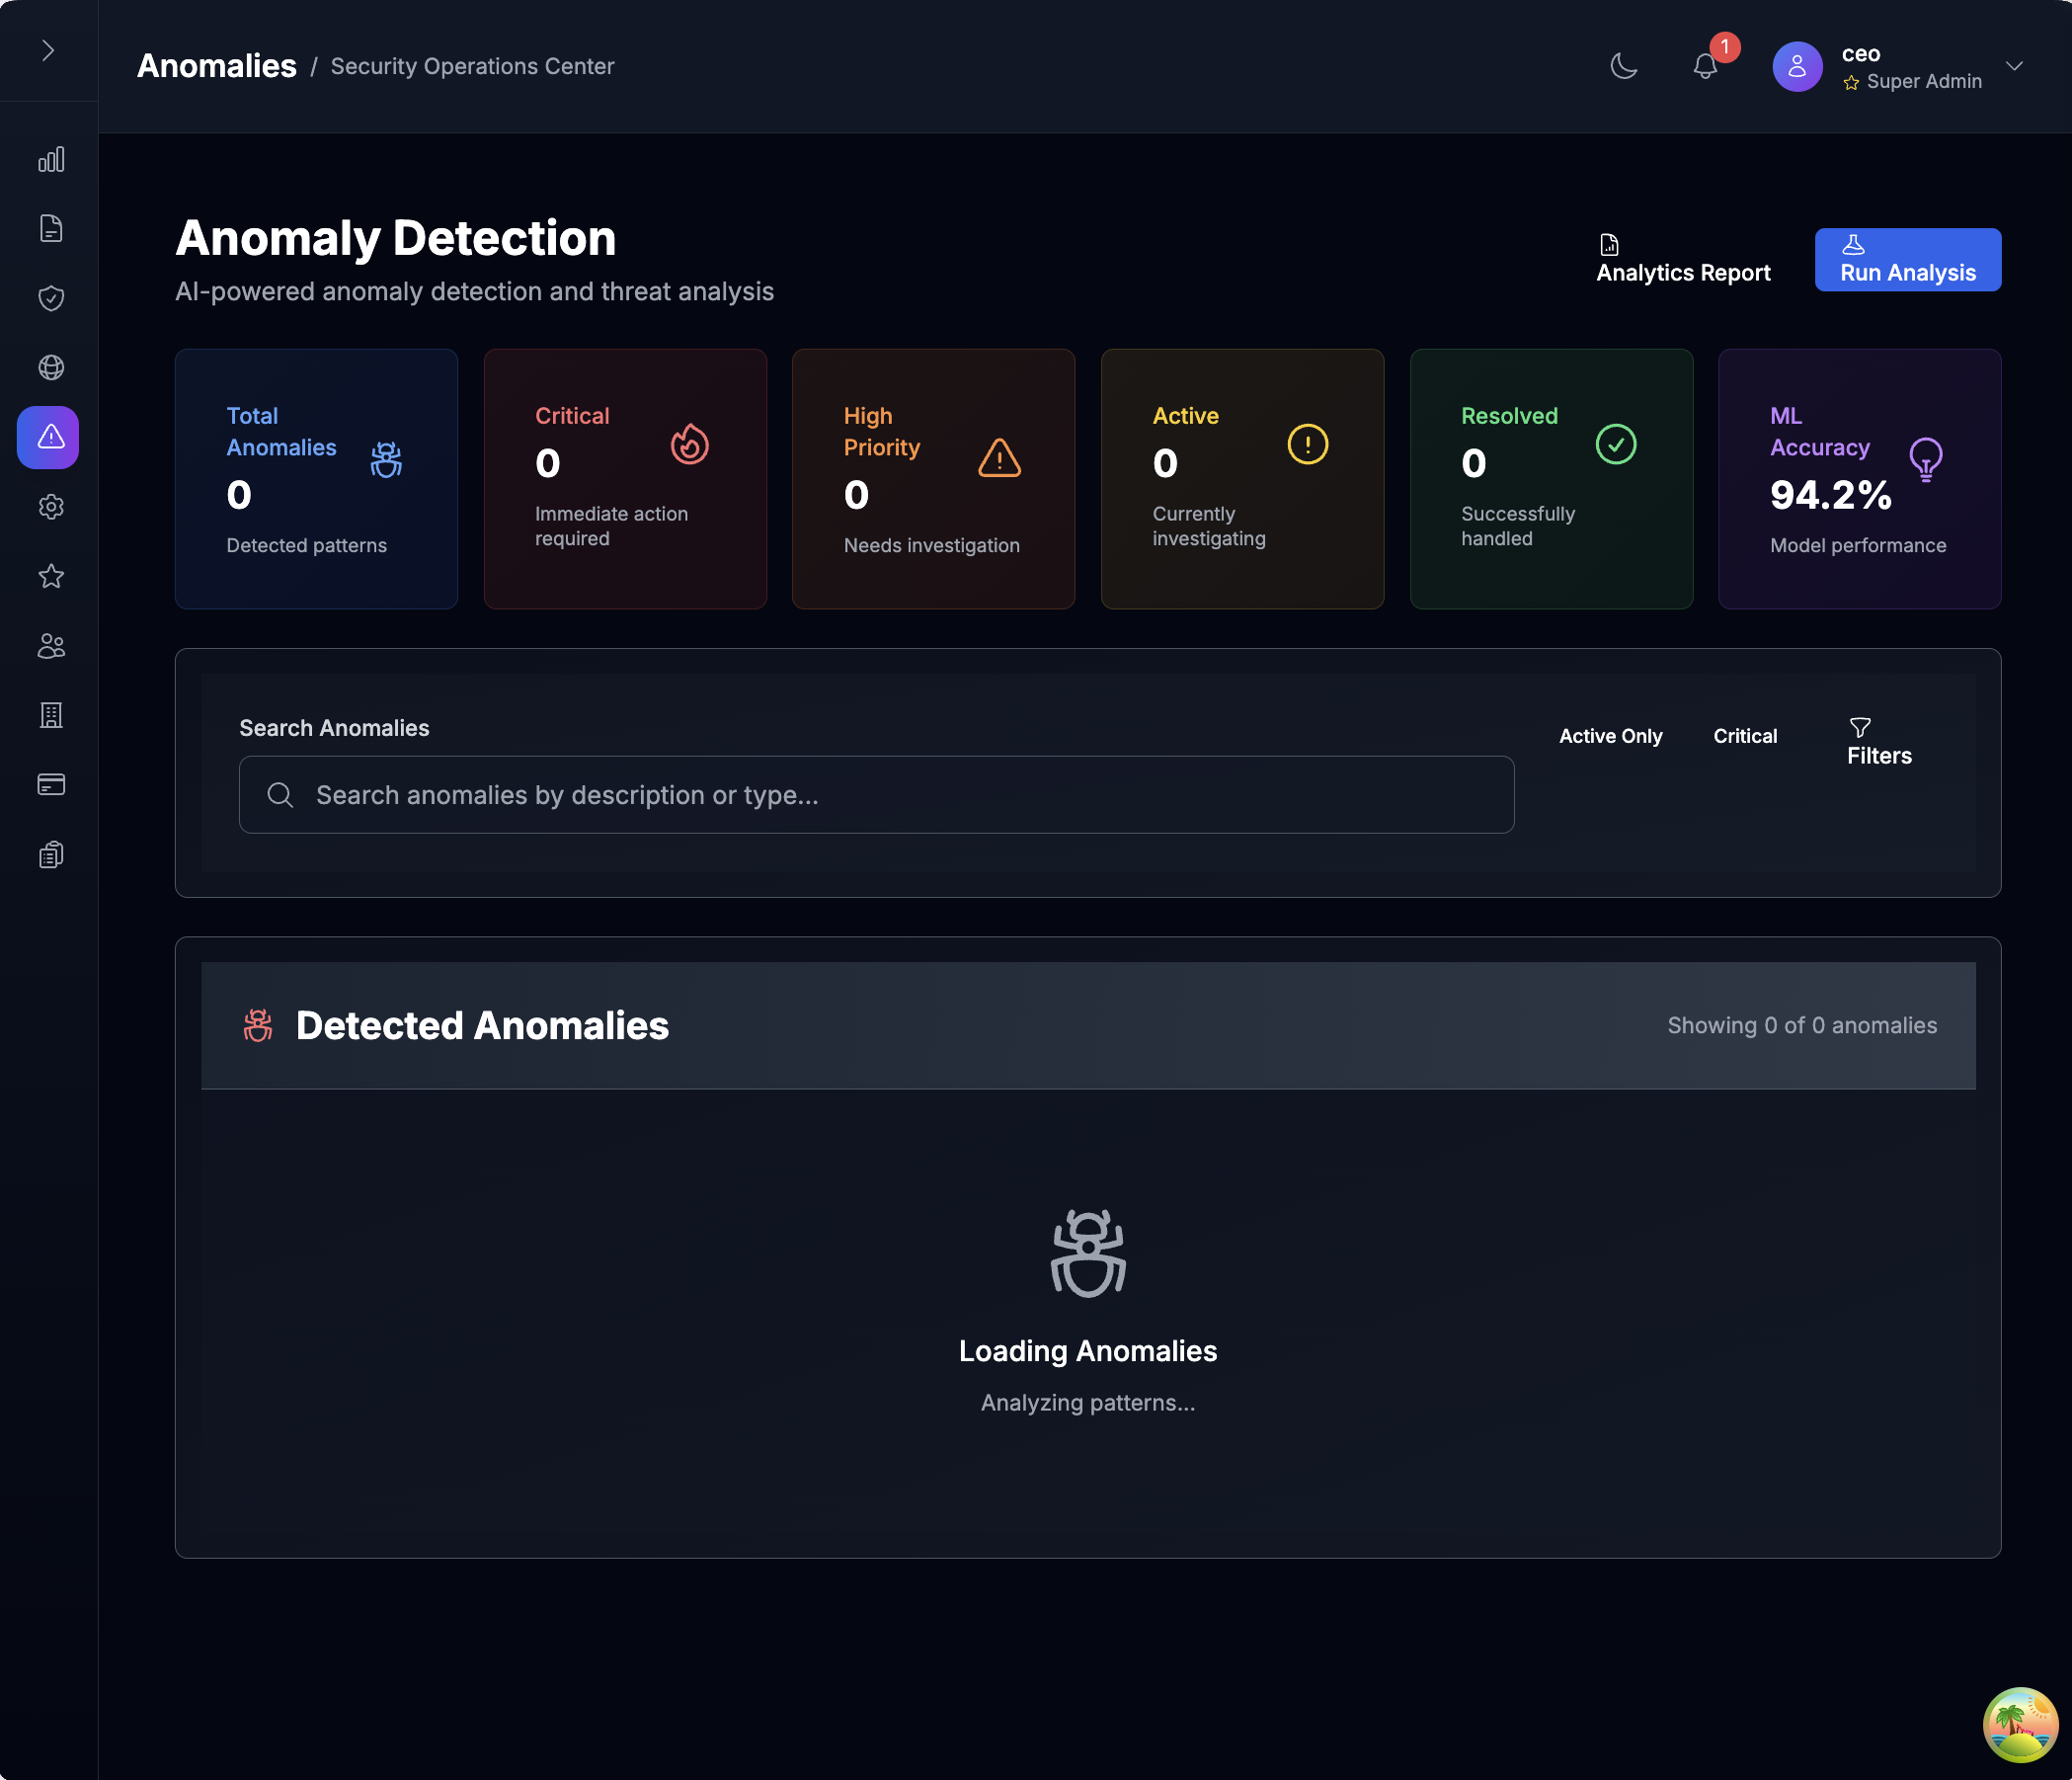 Anomalies / Security Operations Center
1
ceo
Super Admin
Anomaly Detection
AI-powered anomaly detection and threat analysis
Analytics Report
Run Analysis
Total
Anomalies
0
Detected patterns
Critical
0
Immediate action
required
High
Priority
0
Needs investigation
Active
0
Currently
investigating
Resolved
0
Successfully
handled
ML
Accuracy
94.2%
Model performance
Search Anomalies
Search anomalies by description or type...
Active Only
Critical
Filters
Detected Anomalies
Showing 0 of 0 anomalies
Loading Anomalies
Analyzing patterns...